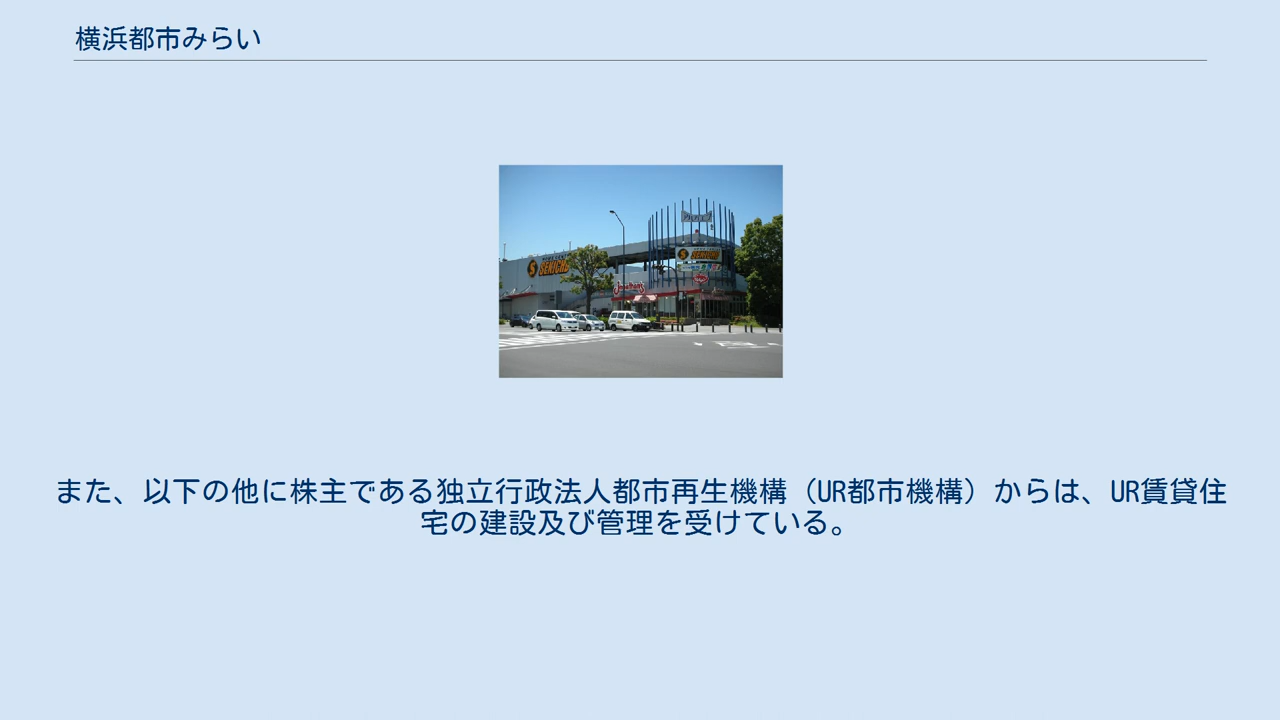 横浜都市みらい
Jonathan's
また、以下の他に株主である独立行政法人都市再生機構（UR都市機構）からは、UR賃貸住
宅の建設及び管理を受けている。